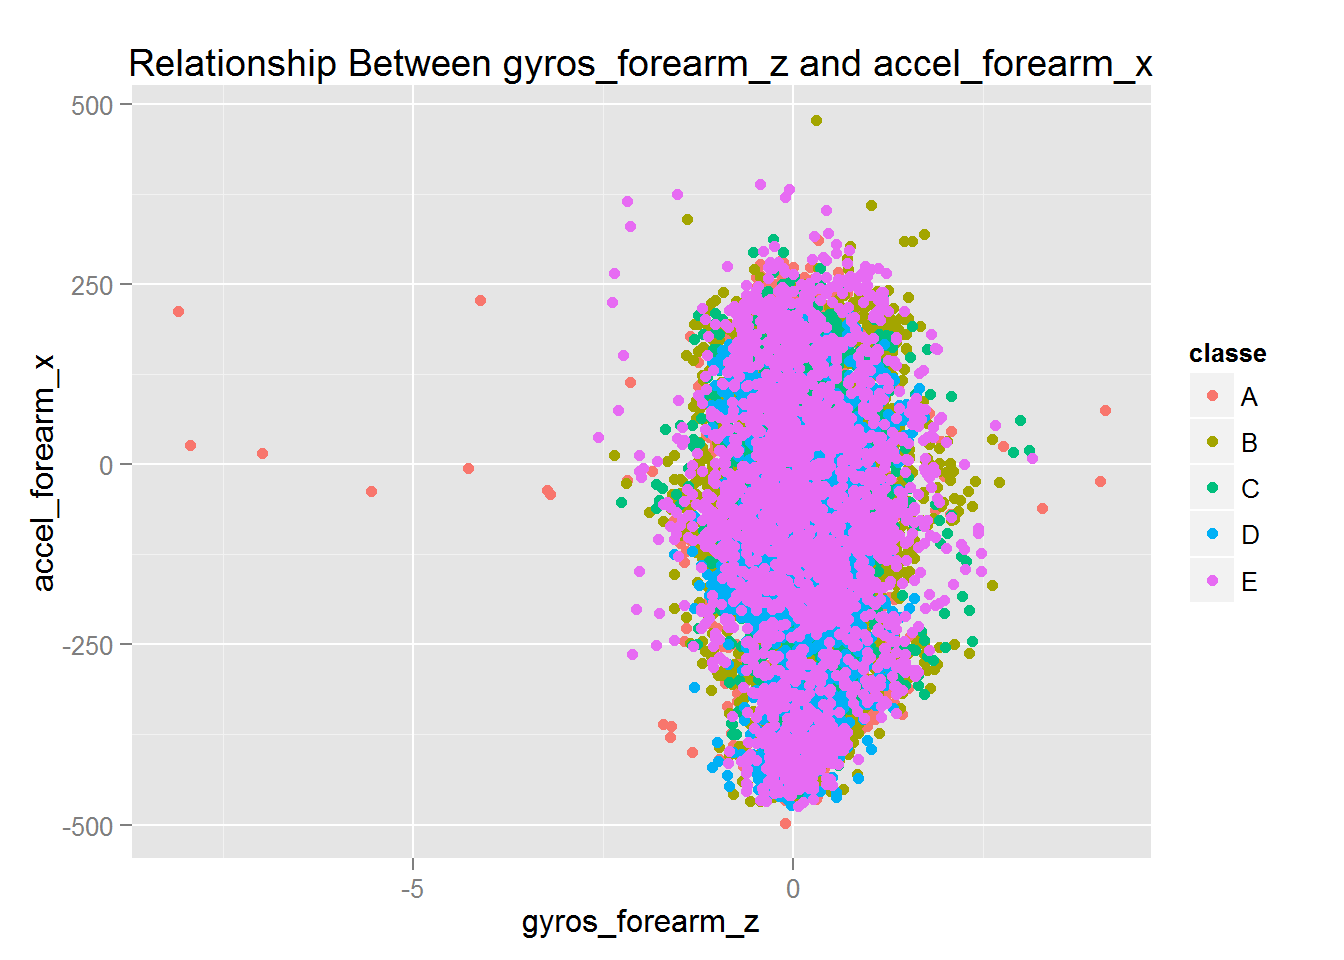 Relationship Between gyros_forearm_z and accel_forearm_x
500
250
0
-250
-500
accel_forearm_x
-5
0
gyros_forearm_z
classe
A
B
C
D
E